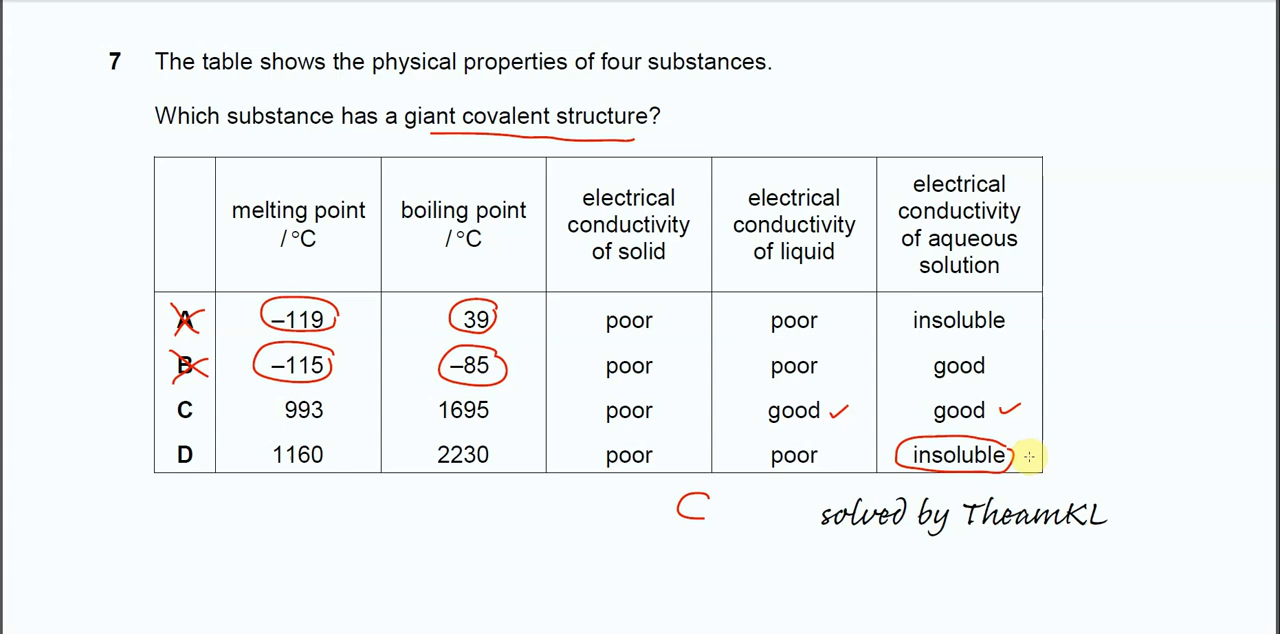 7 The table shows the physical properties of four substances.
Which substance has a giant covalent structure?
melting point /°C boiling point /°C electrical conductivity of solid electrical conductivity of liquid electrical conductivity of aqueous solution
A –119 39 poor poor insoluble
B –115 –85 poor poor good
C 993 1695 poor good good
D 1160 2230 poor poor insoluble
C solved by TheamKL